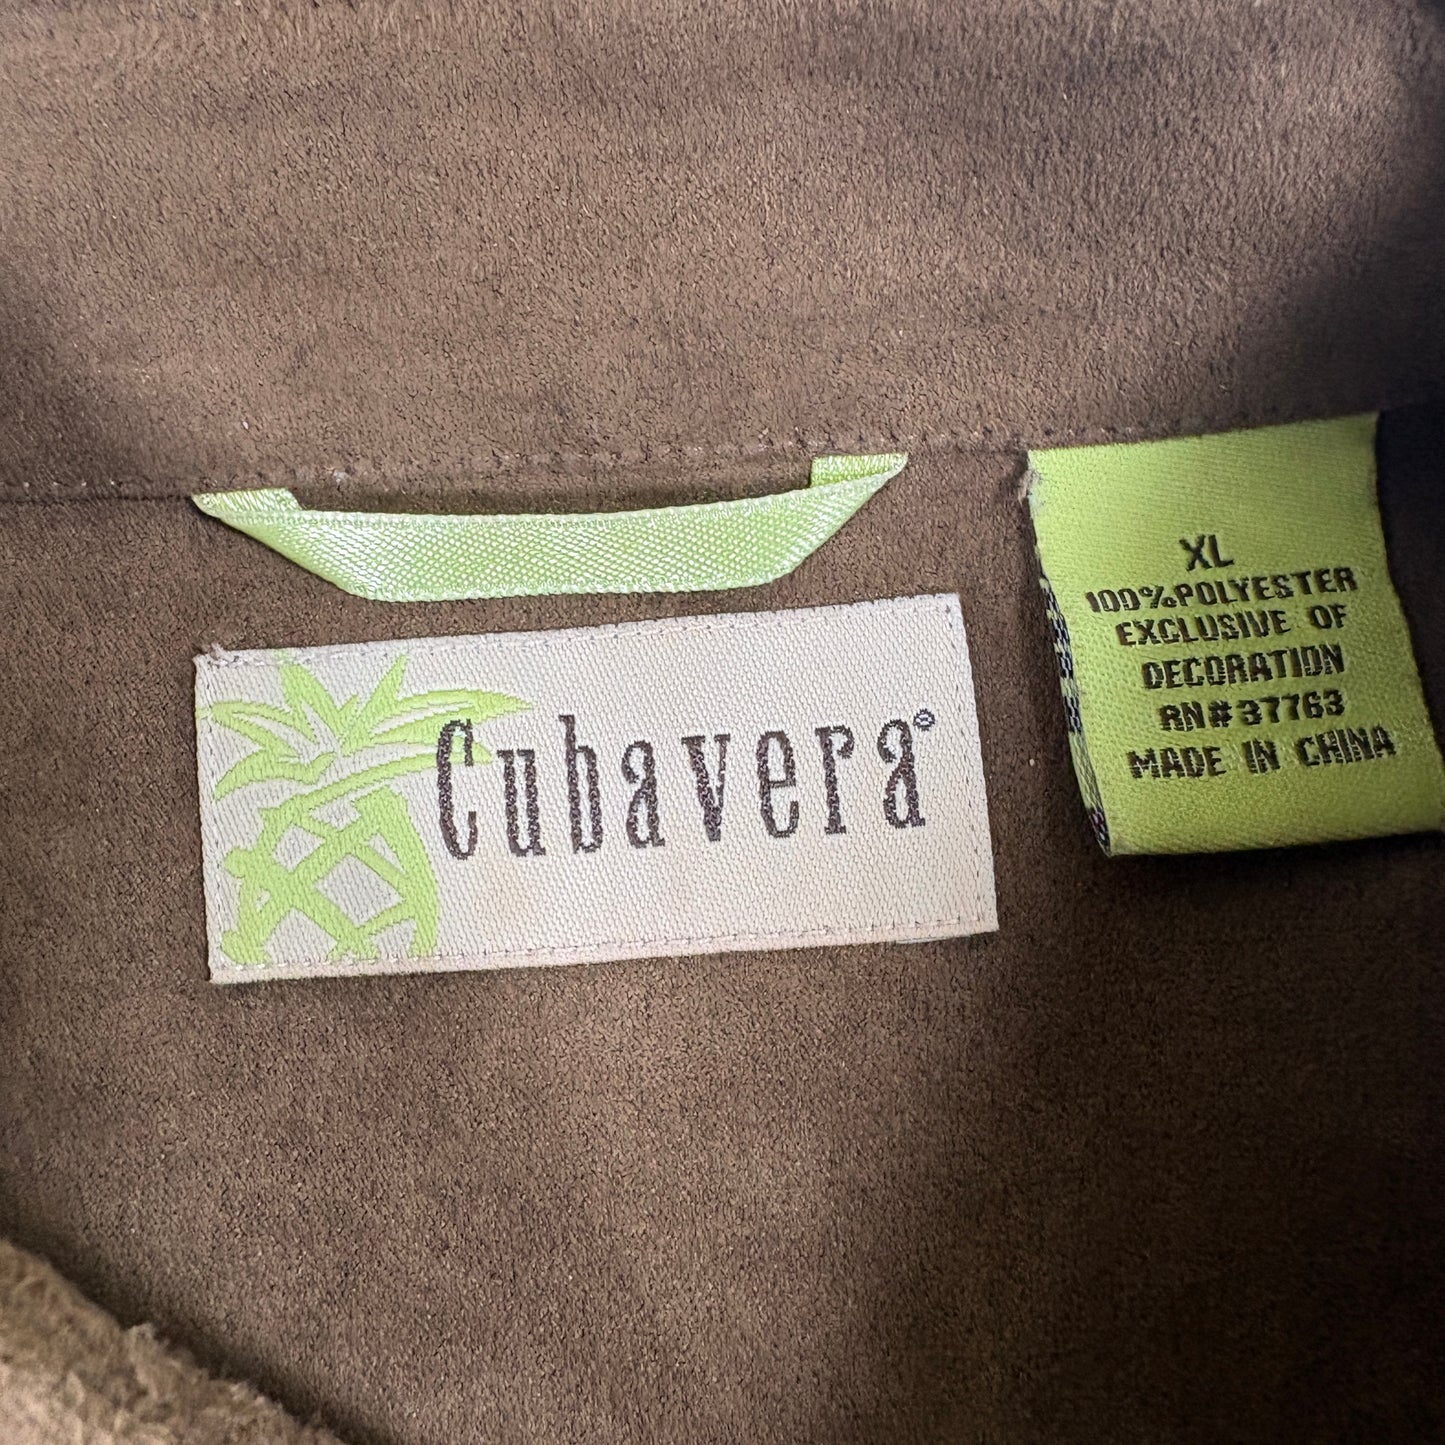 Cubavera®
XL
100%POLYESTER
EXCLUSIVE OF
DECORATION
RN#37763
MADE IN CHINA